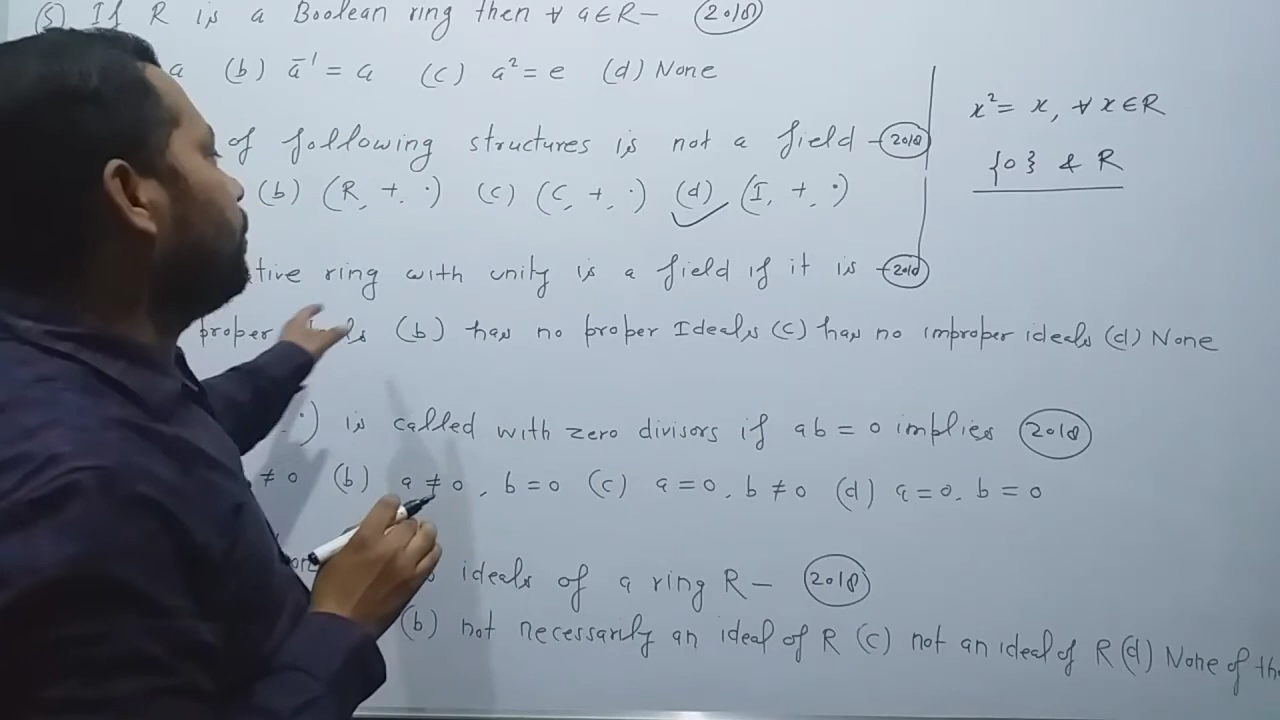 (5) If R is a Boolean ring then ∀ a∈R – (2018)
a (b) a⁻¹ = a (c) a² = e (d) None
x² = x, ∀ x∈R
of following structures is not a field – (2018)
{0} & R
(b) (R, +, ·) (c) (C, +, ·) (d) (I, +, ·)
tive ring with unity is a field if it is – (2018)
proper (b) has no proper Ideals (c) has no improper ideals (d) None
·) is called with zero divisors if ab = 0 implies (2018)
≠ 0 (b) a ≠ 0, b = 0 (c) a = 0, b ≠ 0 (d) a = 0, b = 0
ideals of a ring R – (2018)
(b) not necessarily an ideal of R (c) not an ideal of R (d) None of th